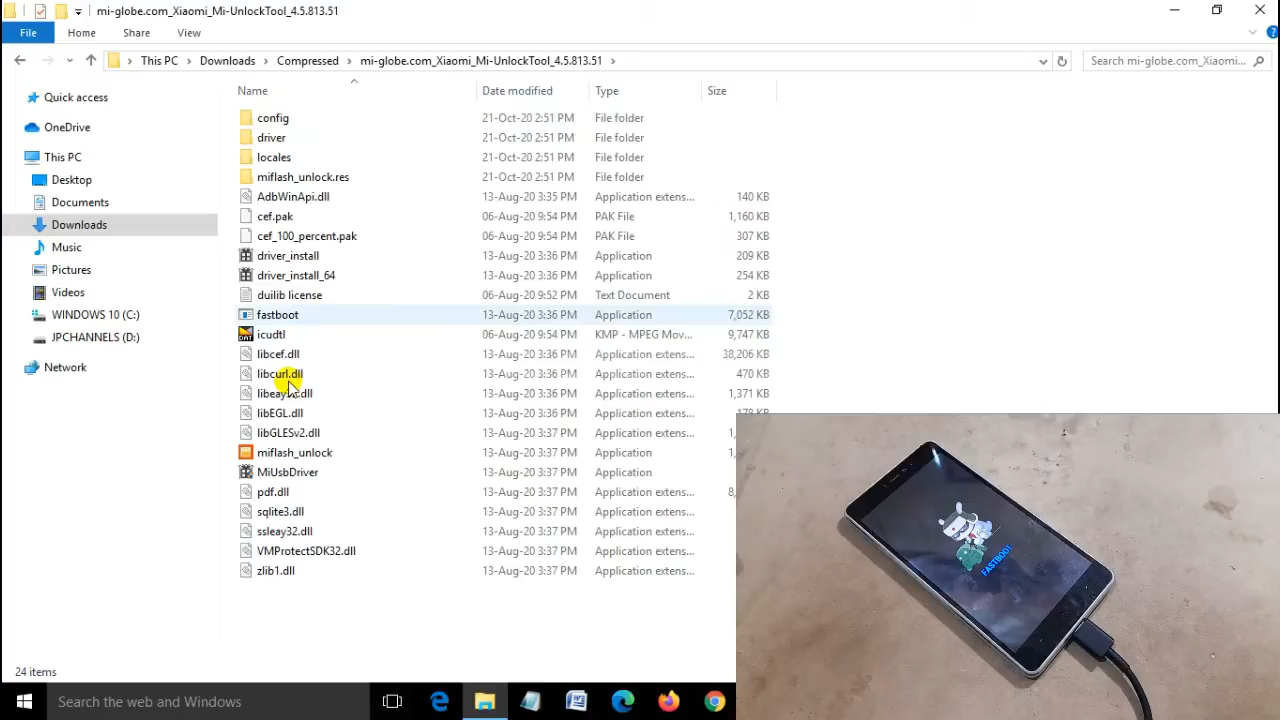 mi-globe.com_Xiaomi_Mi-UnlockTool_4.5.813.51
File Home Share View
This PC Downloads Compressed mi-globe.com_Xiaomi_Mi-UnlockTool_4.5.813.51 Search mi-globe.com_Xiaomi...
Name Date modified Type Size
Quick access
OneDrive
This PC
Desktop
Documents
Downloads
Music
Pictures
Videos
WINDOWS 10 (C:)
JPCHANNELS (D:)
Network
config 21-Oct-20 2:51 PM File folder
driver 21-Oct-20 2:51 PM File folder
locales 21-Oct-20 2:51 PM File folder
miflash_unlock.res 21-Oct-20 2:51 PM File folder
AdbWinApi.dll 13-Aug-20 3:35 PM Application extens... 140 KB
cef.pak 06-Aug-20 9:54 PM PAK File 1,160 KB
cef_100_percent.pak 06-Aug-20 9:54 PM PAK File 307 KB
driver_install 13-Aug-20 3:36 PM Application 209 KB
driver_install_64 13-Aug-20 3:36 PM Application 254 KB
duilib license 06-Aug-20 9:52 PM Text Document 2 KB
fastboot 13-Aug-20 3:36 PM Application 7,052 KB
icudtl 06-Aug-20 9:54 PM KMP - MPEG Mov... 9,747 KB
libcef.dll 13-Aug-20 3:36 PM Application extens... 38,206 KB
libcurl.dll 13-Aug-20 3:36 PM Application extens... 470 KB
13-Aug-20 3:36 PM Application extens... 1,371 KB
libEGL.dll 13-Aug-20 3:36 PM Application extens... 178 KB
libGLESv2.dll 13-Aug-20 3:37 PM Application extens...
miflash_unlock 13-Aug-20 3:37 PM Application
MiUsbDriver 13-Aug-20 3:37 PM Application
pdf.dll 13-Aug-20 3:37 PM Application extens...
sqlite3.dll 13-Aug-20 3:37 PM Application extens...
ssleay32.dll 13-Aug-20 3:37 PM Application extens...
VMProtectSDK32.dll 13-Aug-20 3:37 PM Application extens...
zlib1.dll 13-Aug-20 3:37 PM Application extens...
FASTBOOT
24 items
Search the web and Windows